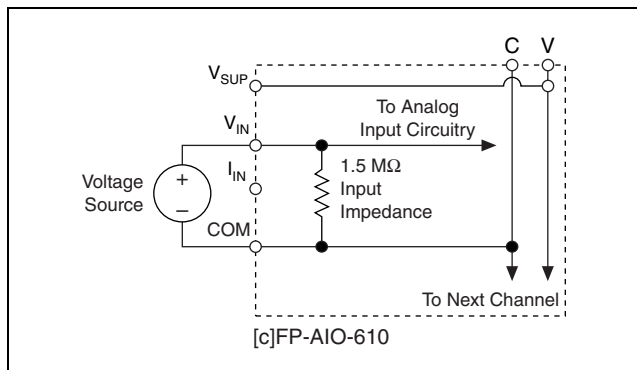 C V
VSUP
To Analog
Input Circuitry
VIN
1.5 MΩ
Input
Impedance
IIN
Voltage
Source
+
–
COM
To Next Channel
[c]FP-AIO-610